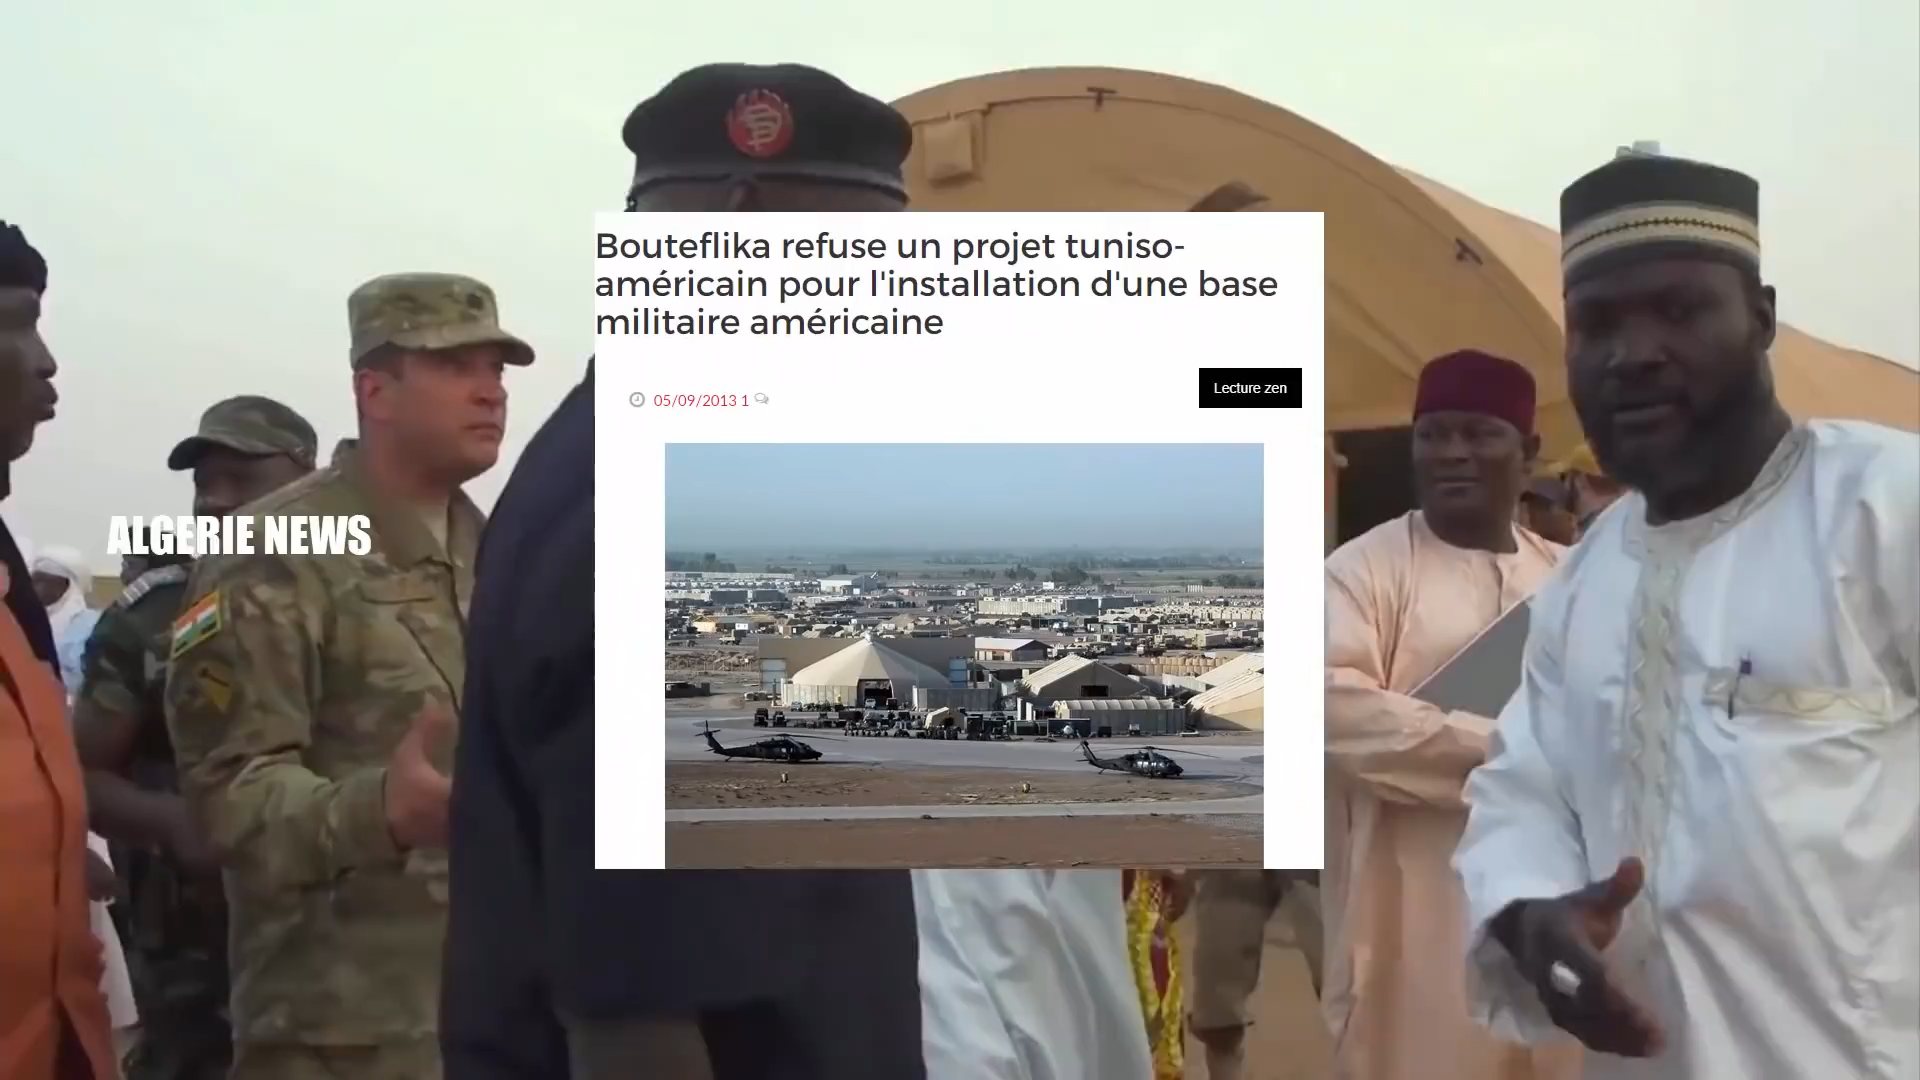 Bouteflika refuse un projet tuniso-
américain pour l'installation d'une base
militaire américaine
05/09/2013 1
Lecture zen
ALGERIE NEWS